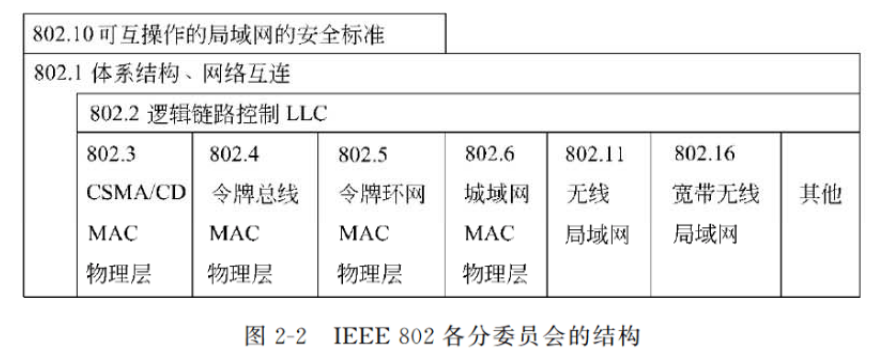 802.10可互操作的局域网的安全标准
802.1 体系结构、网络互连
802.2 逻辑链路控制 LLC
802.3
CSMA/CD
MAC
物理层
802.4
令牌总线
MAC
物理层
802.5
令牌环网
MAC
物理层
802.6
城域网
MAC
物理层
802.11
无线
局域网
802.16
宽带无线
局域网
其他
图 2-2 IEEE 802 各分委员会的结构